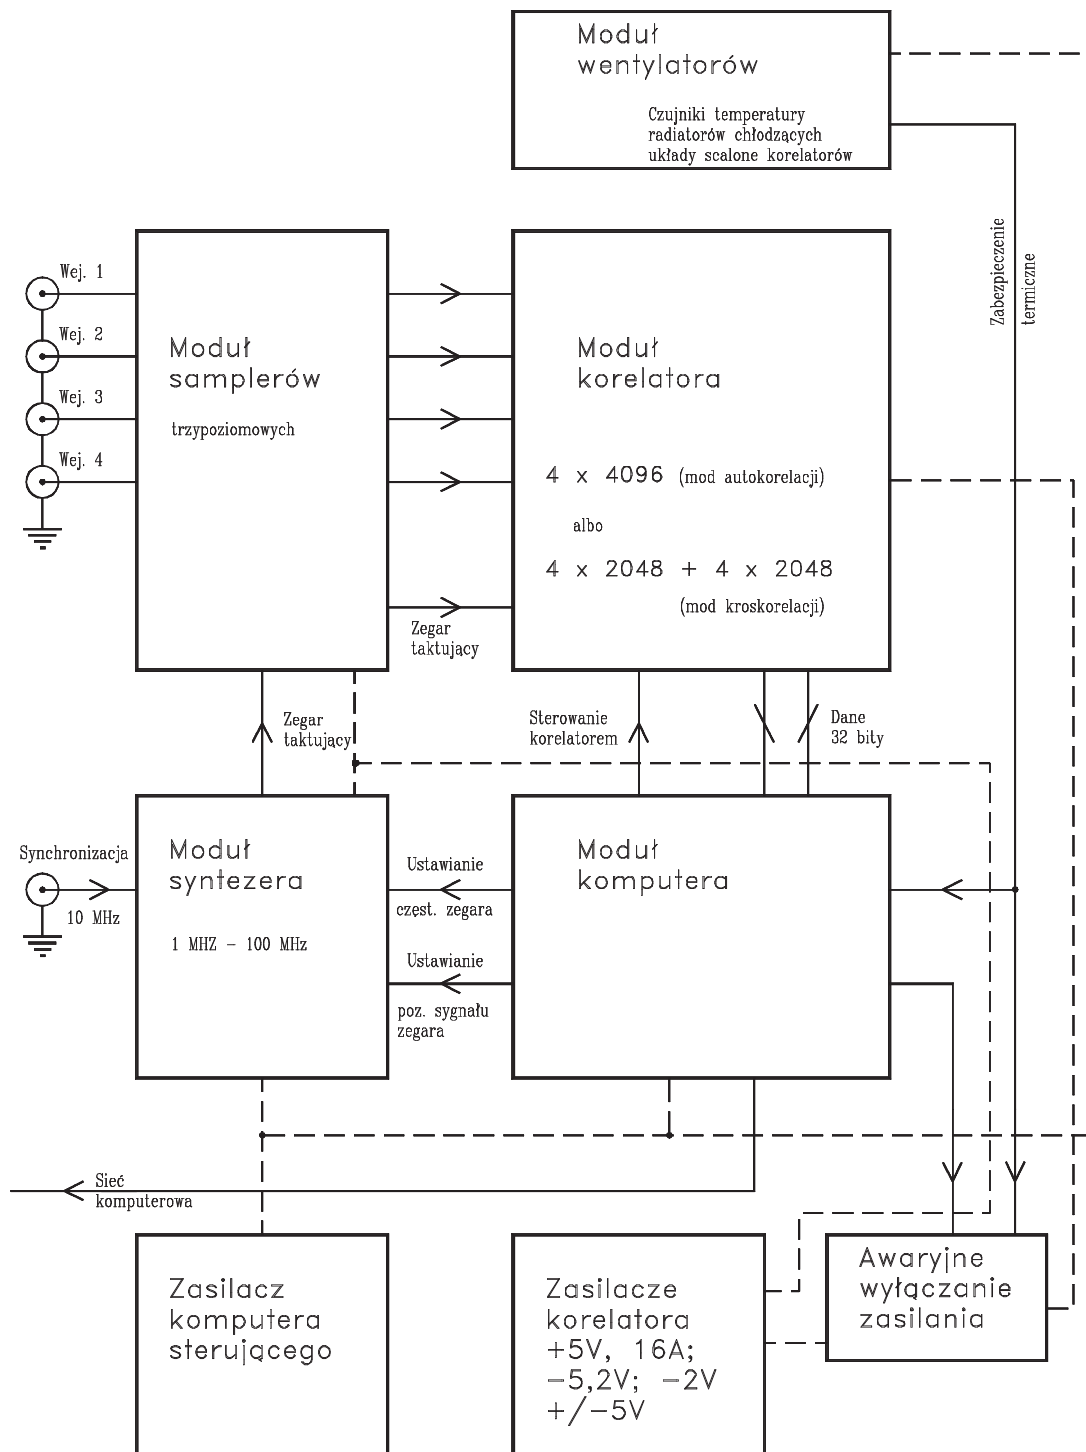 Moduł
wentylatorów
Czujniki temperatury
radiatorów chłodzących
układy scalone korelatorów
Zabezpieczenie
termiczne
Wej. 1
Wej. 2
Wej. 3
Wej. 4
Moduł
samplerów
trzypoziomowych
Moduł
korelatora
4 x 4096 (mod autokorelacji)
albo
4 x 2048 + 4 x 2048
(mod kroskorelacji)
Zegar
taktujący
Zegar
taktujący
Sterowanie
korelatorem
Dane
32 bity
Synchronizacja
10 MHz
Moduł
syntezera
1 MHZ – 100 MHz
Ustawianie
częst. zegara
Ustawianie
poz. sygnału
zegara
Moduł
komputera
Sieć
komputerowa
Zasilacz
komputera
sterującego
Zasilacze
korelatora
+5V, 16A;
–5,2V; –2V
+/–5V
Awaryjne
wyłączanie
zasilania